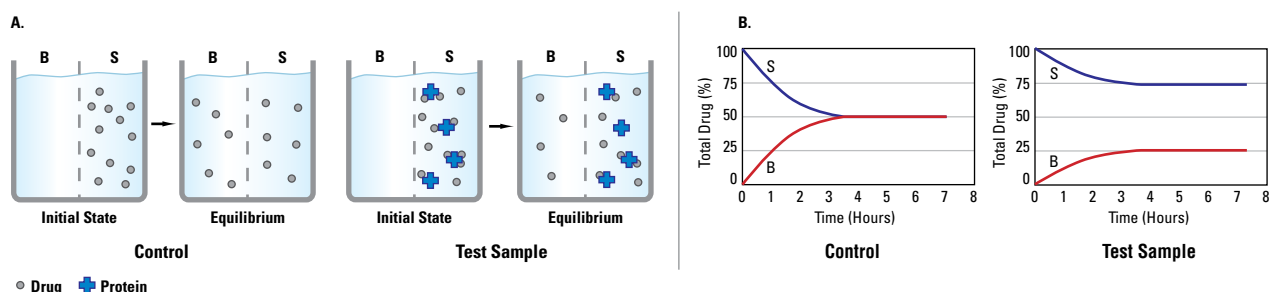 A.
B S B S B S B S
Initial State Equilibrium Initial State Equilibrium
Control Test Sample
Drug Protein
B.
100
75
50
25
0
Total Drug (%)
S
B
0 1 2 3 4 5 6 7 8
Time (Hours)
Control
100
75
50
25
0
Total Drug (%)
S
B
0 1 2 3 4 5 6 7 8
Time (Hours)
Test Sample